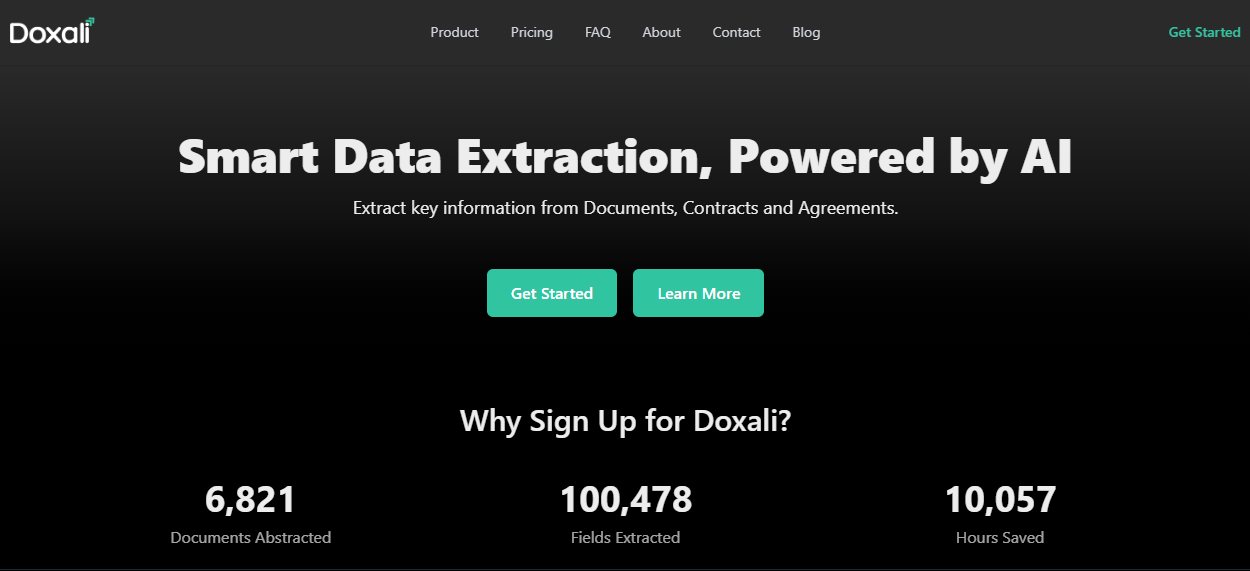 Doxali
Product Pricing FAQ About Contact Blog
Get Started
Smart Data Extraction, Powered by AI
Extract key information from Documents, Contracts and Agreements.
Get Started Learn More
Why Sign Up for Doxali?
6,821 100,478 10,057
Documents Abstracted Fields Extracted Hours Saved